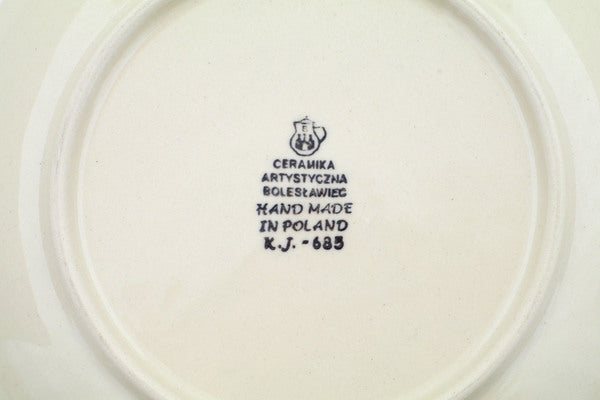 CERAMIKA
ARTYSTYCZNA
BOLESŁAWIEC
HAND MADE
IN POLAND
K.J. - 685